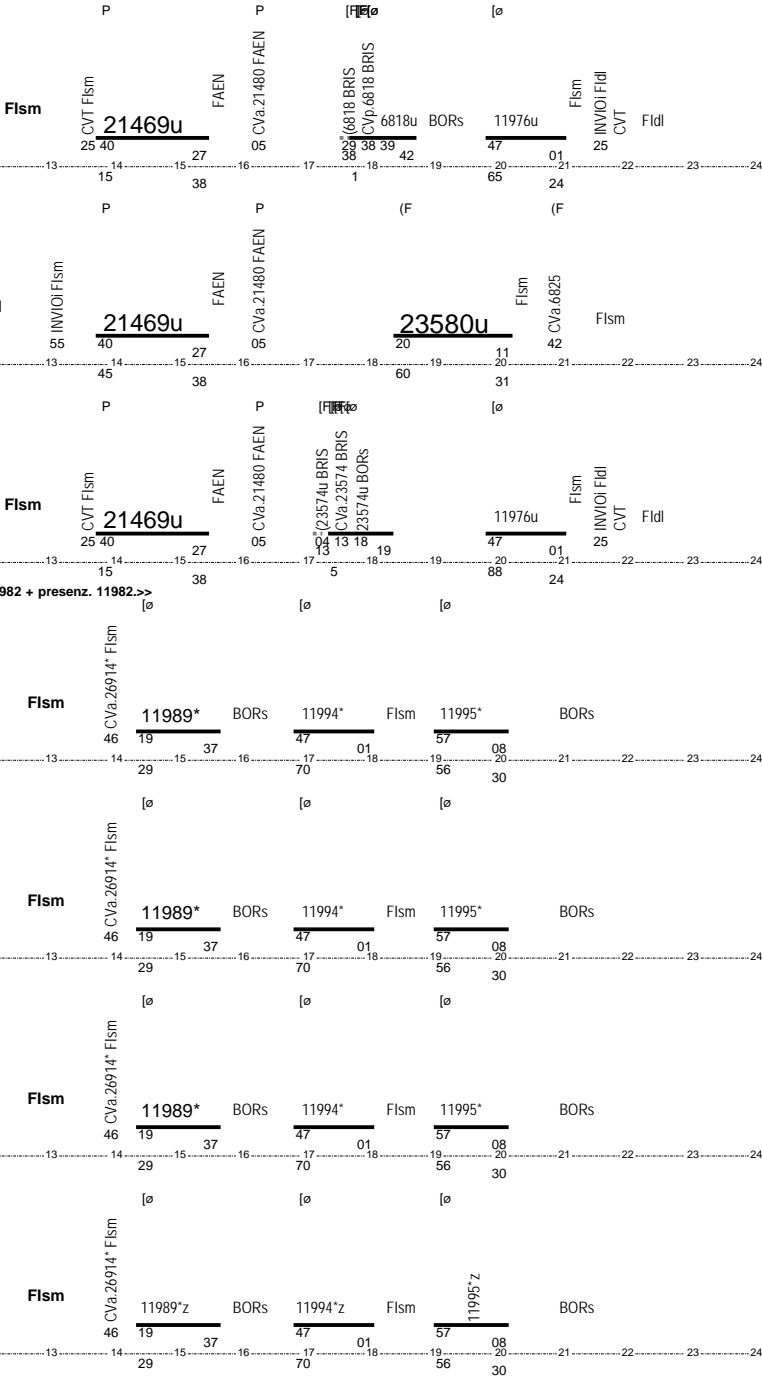 P P [F[F[ø[ø [ø
FIsm CVT FIsm 21469u FAEN CVa.21480 FAEN (6818 BRIS CVp.6818 BRIS 6818u BORs 11976u FIsm INVIOi FIdl CVT FIdl
25 40 27 05 29 38 39 47 01 25
38 42
13 14 15 16 17 18 19 20 21 22 23 24
15 38 1 65 24
P P (F (F
INVIOi FIsm 21469u FAEN CVa.21480 FAEN 23580u FIsm CVa.6825 FIsm
55 40 27 05 20 11 42
13 14 15 16 17 18 19 20 21 22 23 24
45 38 60 31
P P [ø
FIsm CVT FIsm 21469u FAEN CVa.21480 FAEN (23574u BRIS CVa.23574 BRIS 23574u BORs 11976u FIsm INVIOi FIdl CVT FIdl
25 40 27 05 04 13 18 47 01 25
13 19
13 14 15 16 17 18 19 20 21 22 23 24
15 38 5 88 24
982 + presenz. 11982.>>
[ø [ø [ø
FIsm CVa.26914* FIsm 11989* BORs 11994* FIsm 11995* BORs
46 19 37 47 01 57 08
13 14 15 16 17 18 19 20 21 22 23 24
29 70 56 30
[ø [ø [ø
FIsm CVa.26914* FIsm 11989* BORs 11994* FIsm 11995* BORs
46 19 37 47 01 57 08
13 14 15 16 17 18 19 20 21 22 23 24
29 70 56 30
[ø [ø [ø
FIsm CVa.26914* FIsm 11989* BORs 11994* FIsm 11995* BORs
46 19 37 47 01 57 08
13 14 15 16 17 18 19 20 21 22 23 24
29 70 56 30
[ø [ø [ø
FIsm CVa.26914* FIsm 11989*z BORs 11994*z FIsm 11995*z BORs
46 19 37 47 01 57 08
13 14 15 16 17 18 19 20 21 22 23 24
29 70 56 30